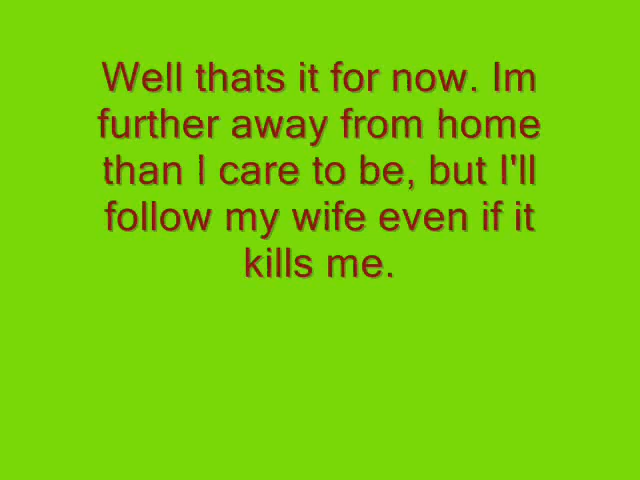 Well thats it for now. Im
further away from home
than I care to be, but I'll
follow my wife even if it
kills me.